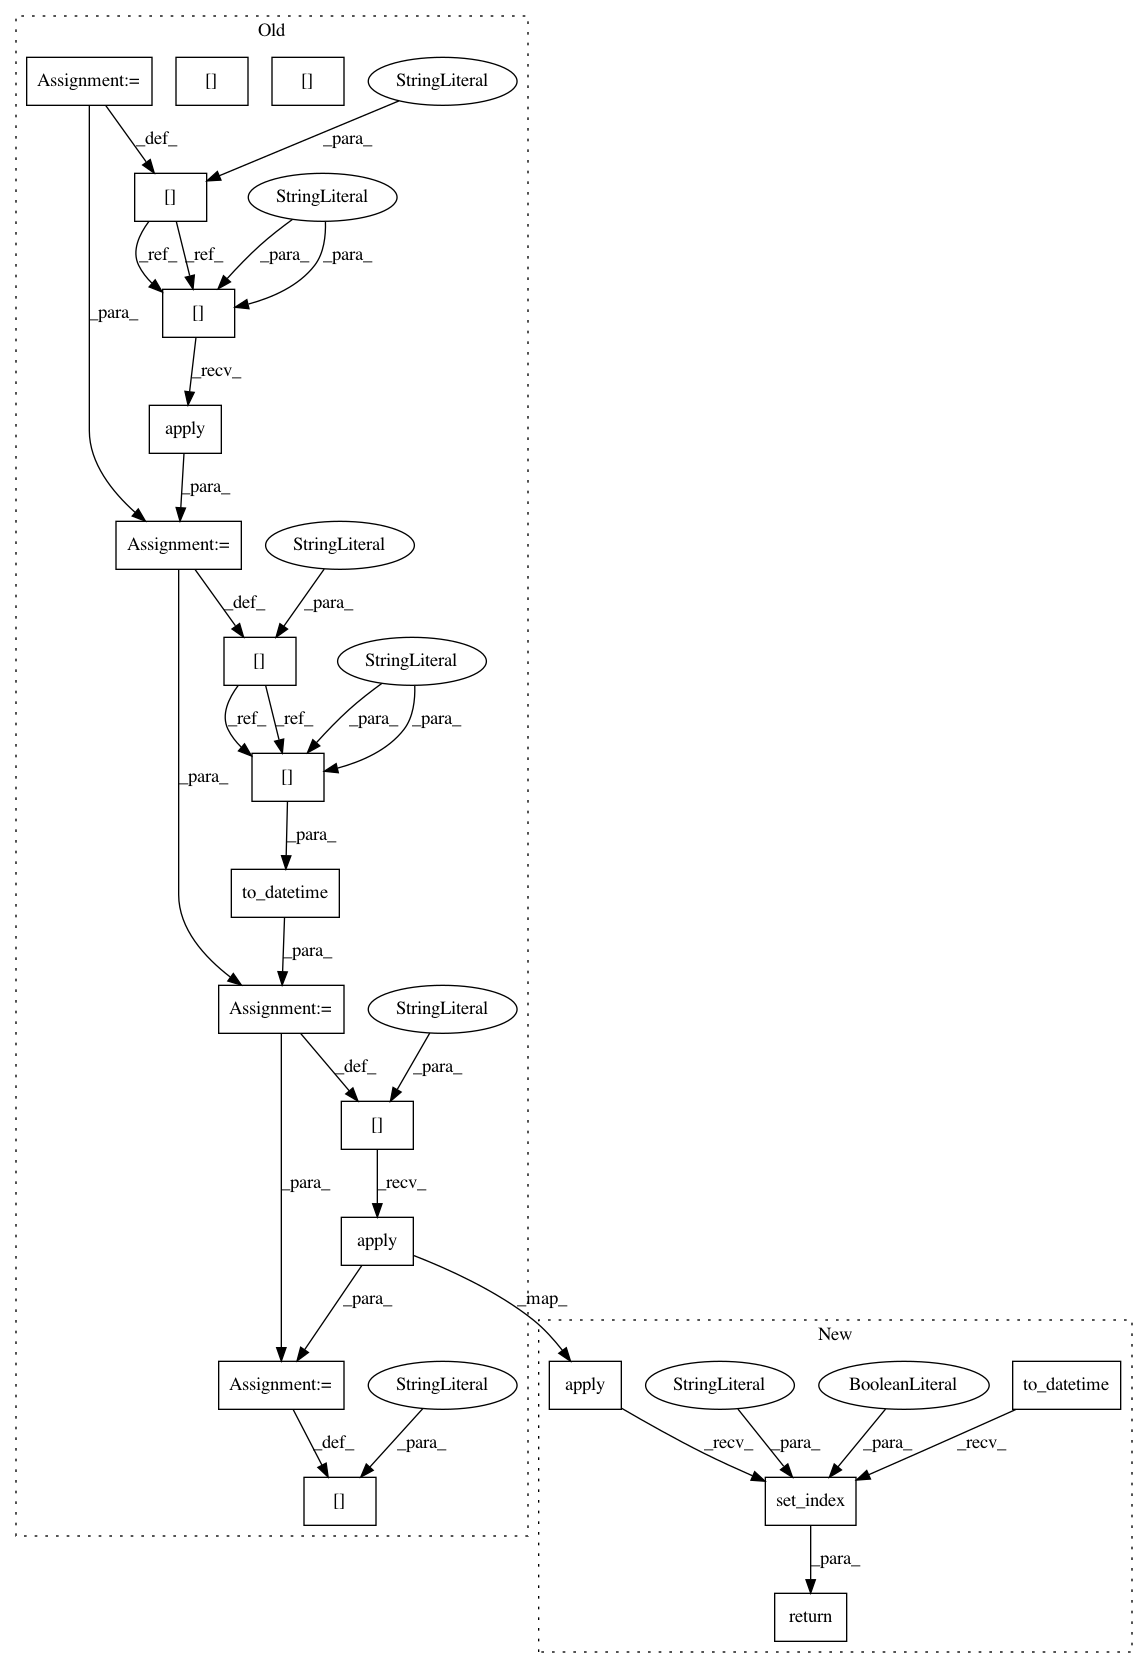 Old
Assignment:=
[]
[]
StringLiteral
_def_
_para_
[]
StringLiteral
_ref_
_ref_
_para_
_para_
_para_
[]
_recv_
apply
_para_
Assignment:=
StringLiteral
_def_
_para_
[]
StringLiteral
_ref_
_ref_
_para_
_para_
_para_
[]
_para_
to_datetime
_para_
Assignment:=
StringLiteral
_def_
_para_
[]
_para_
_recv_
apply
_para_
_map_
New
Assignment:=
StringLiteral
apply
StringLiteral
BooleanLiteral
to_datetime
_def_
_para_
_recv_
_para_
_para_
_recv_
[]
set_index
_para_
return